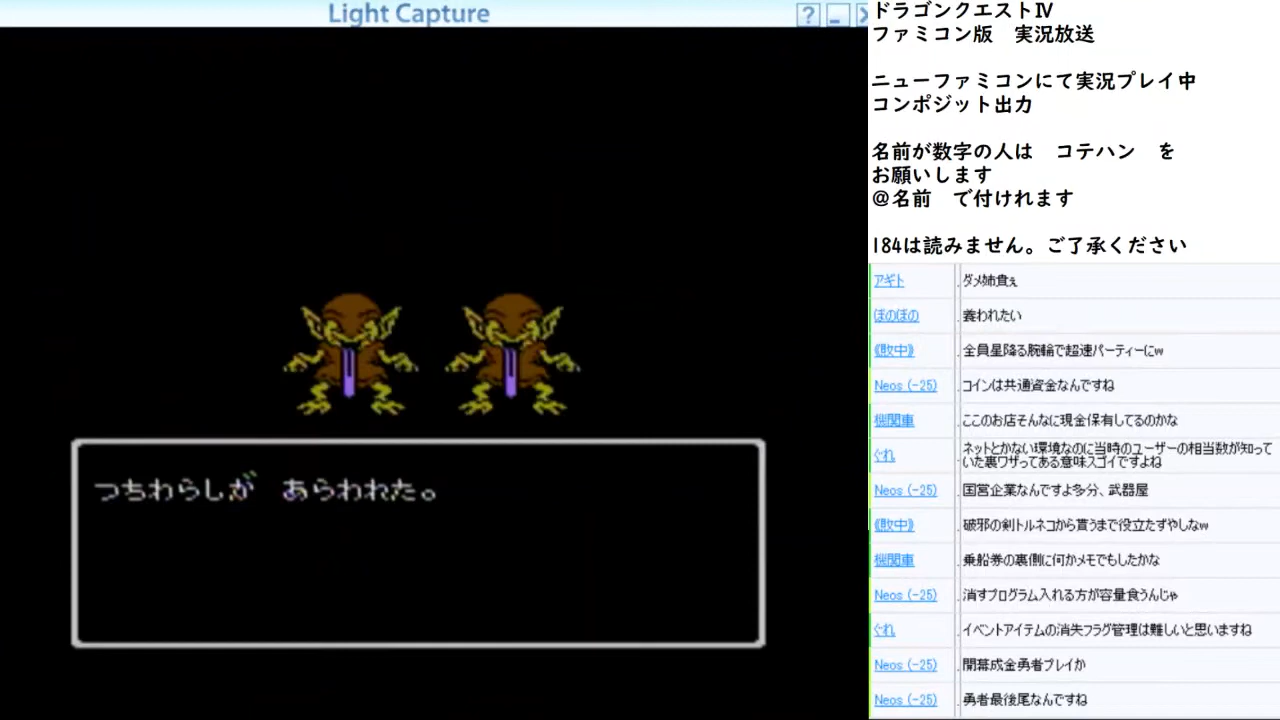 Light Capture
ドラゴンクエストⅣ
ファミコン版　実況放送
ニューファミコンにて実況プレイ中
コンポジット出力
名前が数字の人は　コテハン　を
お願いします
＠名前　で付けれます
184は読みません。ご了承ください
アギト ダメ姉貴ぇ
ぼのぼの 養われたい
《敗中》 全員星降る腕輪で超速パーティーにw
Neos (-25) コインは共通資金なんですね
機関車 ここのお店そんなに現金保有してるのかな
ぐれ ネットとかない環境なのに当時のユーザーの相当数が知って
いた裏ワザってある意味スゴイですよね
Neos (-25) 国営企業なんですよ多分、武器屋
《敗中》 破邪の剣トルネコから貰うまで役立たずやしなw
機関車 乗船券の裏側に何かメモでもしたかな
Neos (-25) 消すプログラム入れる方が容量食うんじゃ
ぐれ イベントアイテムの消失フラグ管理は難しいと思いますね
Neos (-25) 開幕成金勇者プレイか
Neos (-25) 勇者最後尾なんですね
つちわらしが　あらわれた。